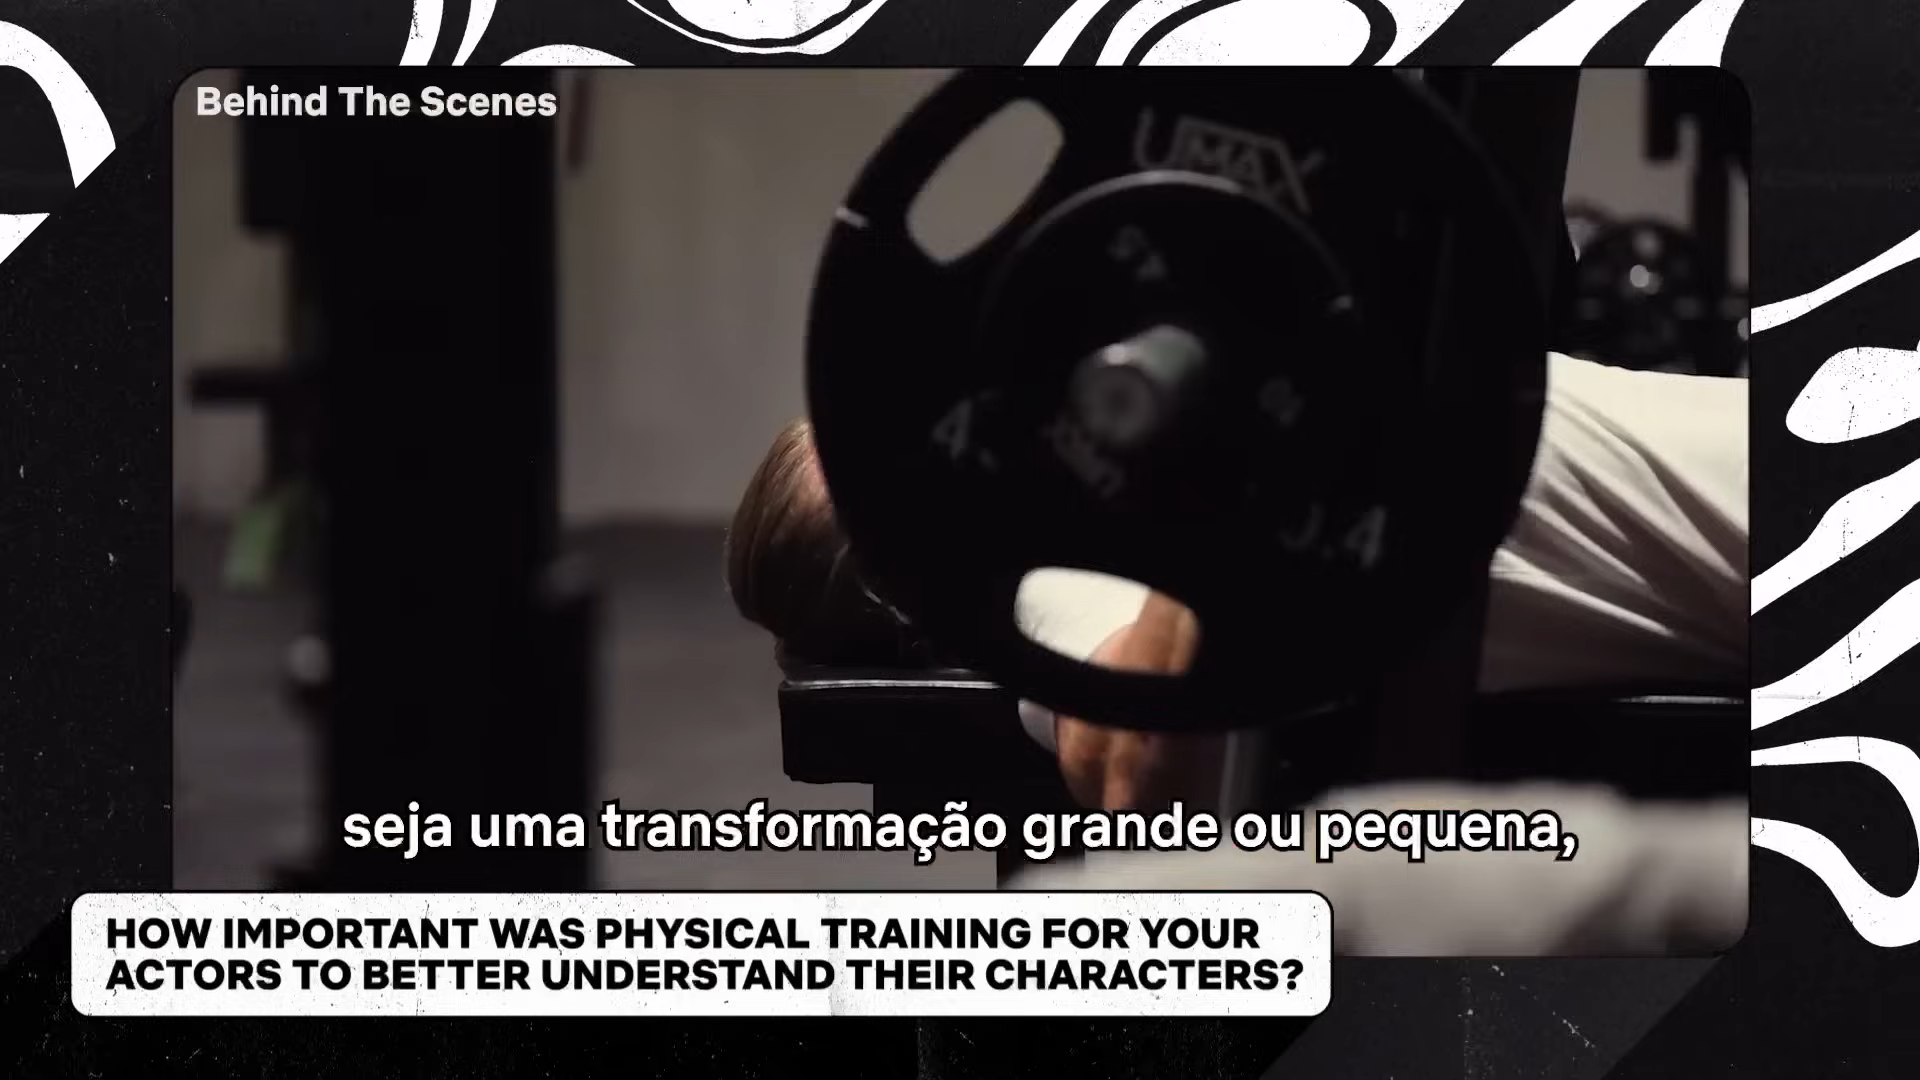 Behind The Scenes
UMAX
seja uma transformação grande ou pequena,
HOW IMPORTANT WAS PHYSICAL TRAINING FOR YOUR
ACTORS TO BETTER UNDERSTAND THEIR CHARACTERS?